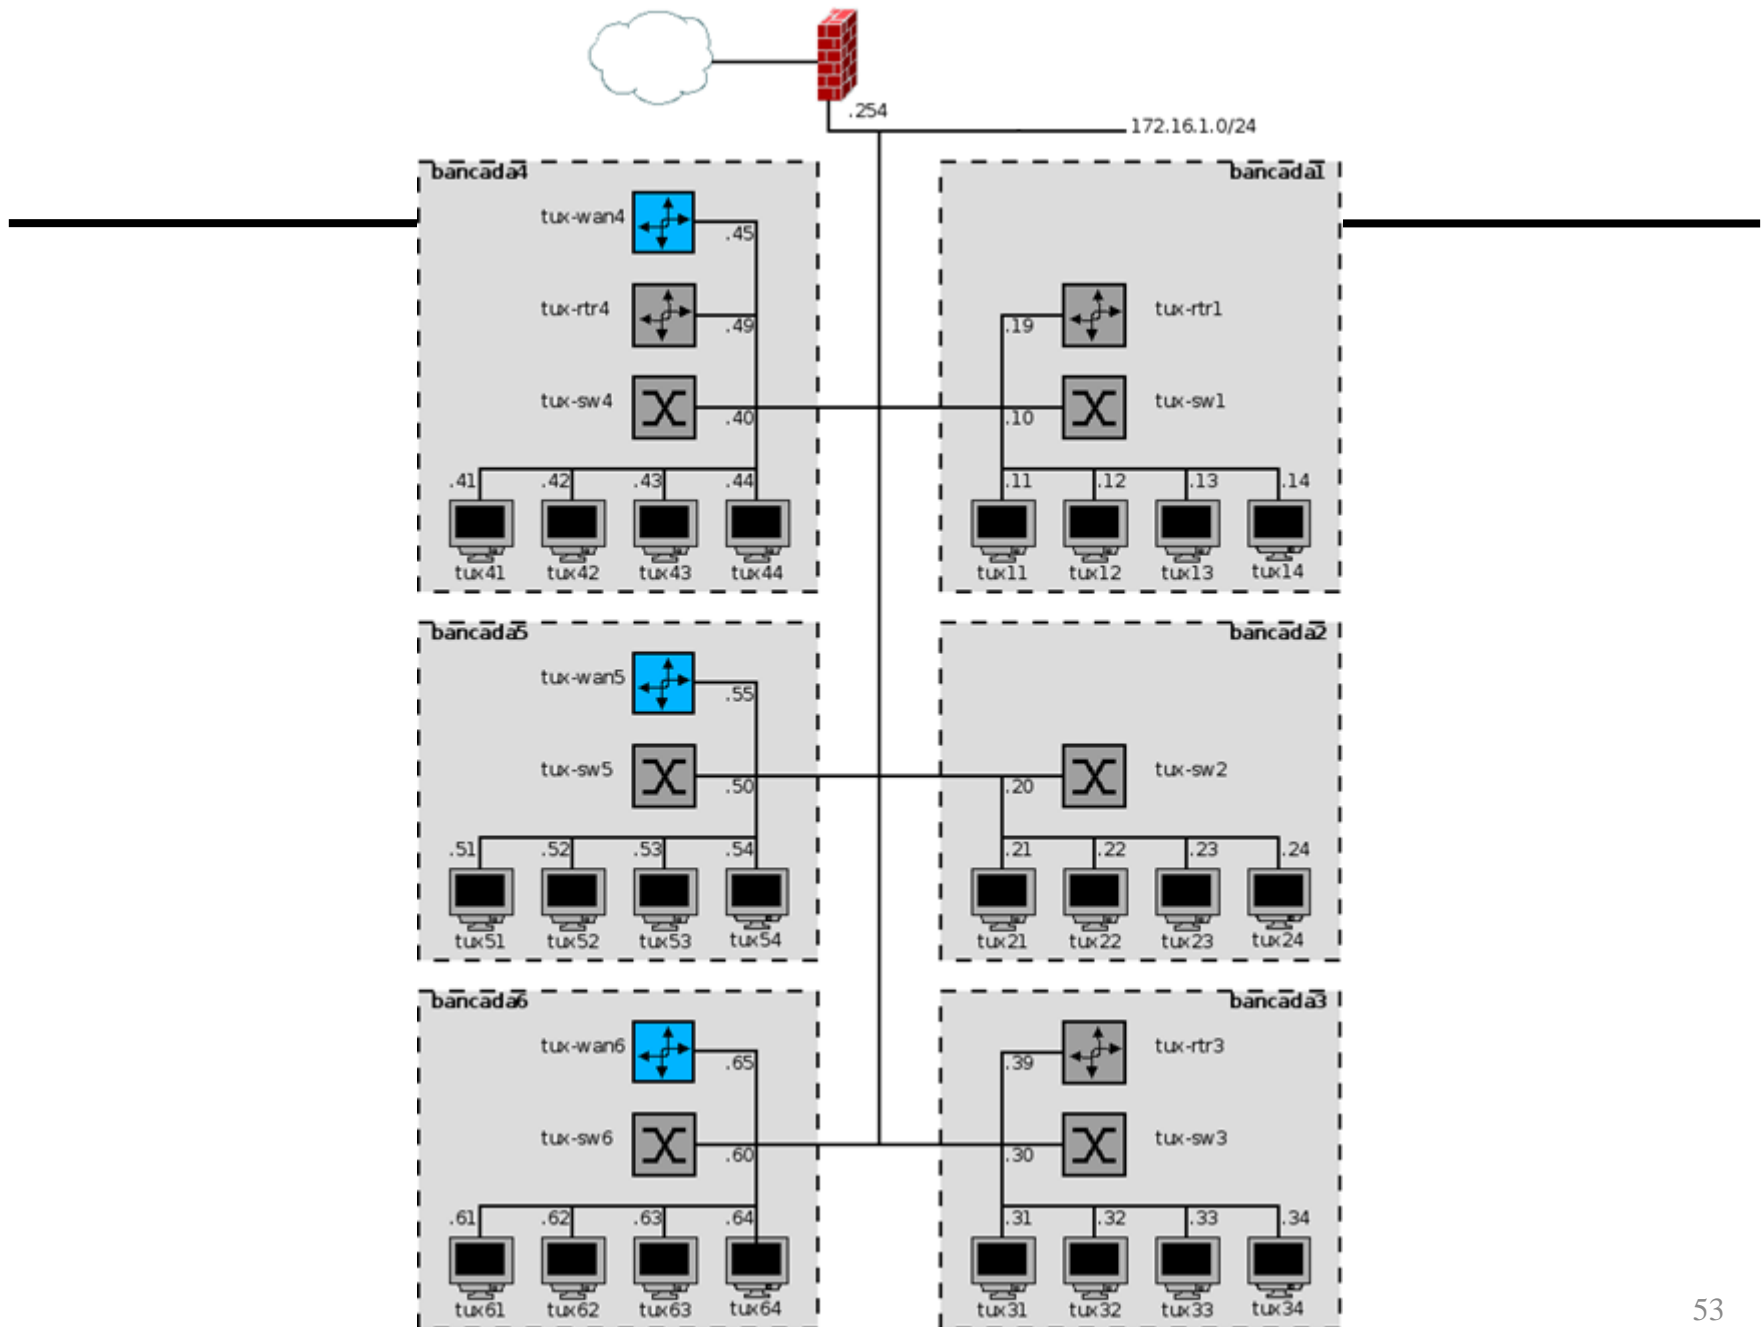 .254
172.16.1.0/24
bancada4
tux-wan4
.45
tux-rtr4
.49
tux-sw4
.40
.41 .42 .43 .44
tux41 tux42 tux43 tux44
bancada1
.19
tux-rtr1
tux-sw1
.10
.11 .12 .13 .14
tux11 tux12 tux13 tux14
bancada5
tux-wan5
.55
tux-sw5
.50
.51 .52 .53 .54
tux51 tux52 tux53 tux54
bancada2
tux-sw2
.20
.21 .22 .23 .24
tux21 tux22 tux23 tux24
bancada6
tux-wan6
.65
tux-sw6
.60
.61 .62 .63 .64
tux61 tux62 tux63 tux64
bancada3
tux-rtr3
.39
tux-sw3
.30
.31 .32 .33 .34
tux31 tux32 tux33 tux34
53